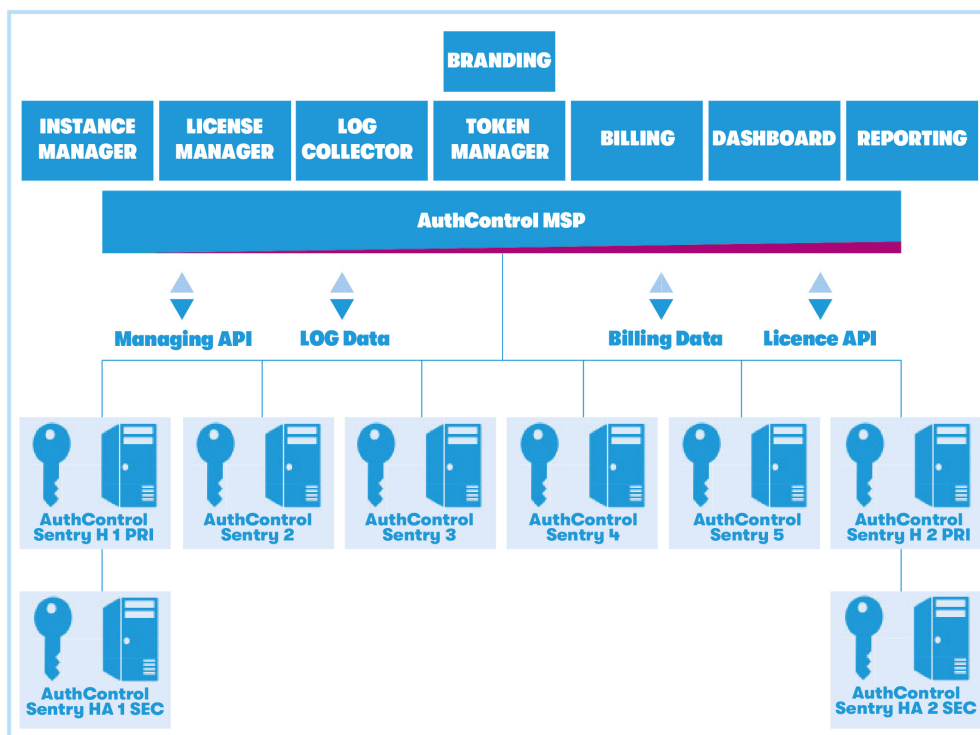 BRANDING
INSTANCE
MANAGER
LICENSE
MANAGER
LOG
COLLECTOR
TOKEN
MANAGER
BILLING
DASHBOARD
REPORTING
AuthControl MSP
Managing API
LOG Data
Billing Data
Licence API
AuthControl
Sentry H 1 PRI
AuthControl
Sentry 2
AuthControl
Sentry 3
AuthControl
Sentry 4
AuthControl
Sentry 5
AuthControl
Sentry H 2 PRI
AuthControl
Sentry HA 1 SEC
AuthControl
Sentry HA 2 SEC